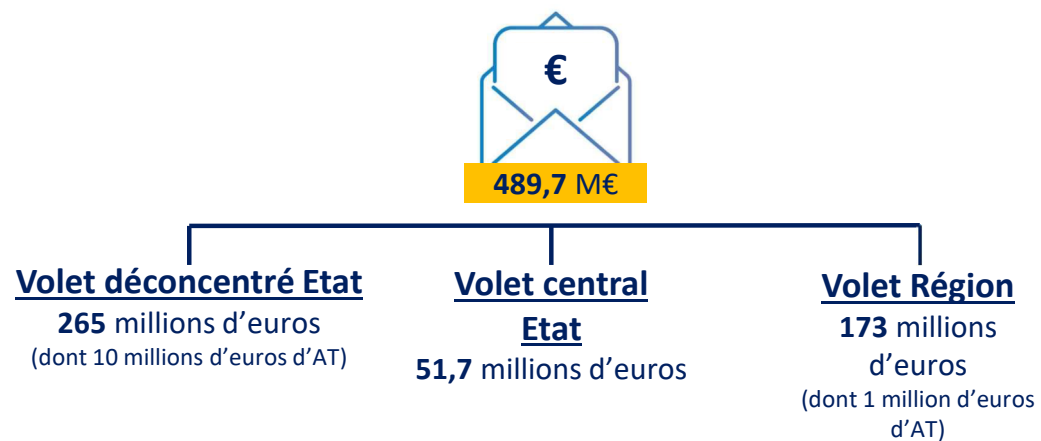 €
489,7 M€
Volet déconcentré Etat
265 millions d’euros
(dont 10 millions d’euros d’AT)
Volet central
Etat
51,7 millions d’euros
Volet Région
173 millions
d’euros
(dont 1 million d’euros
d’AT)